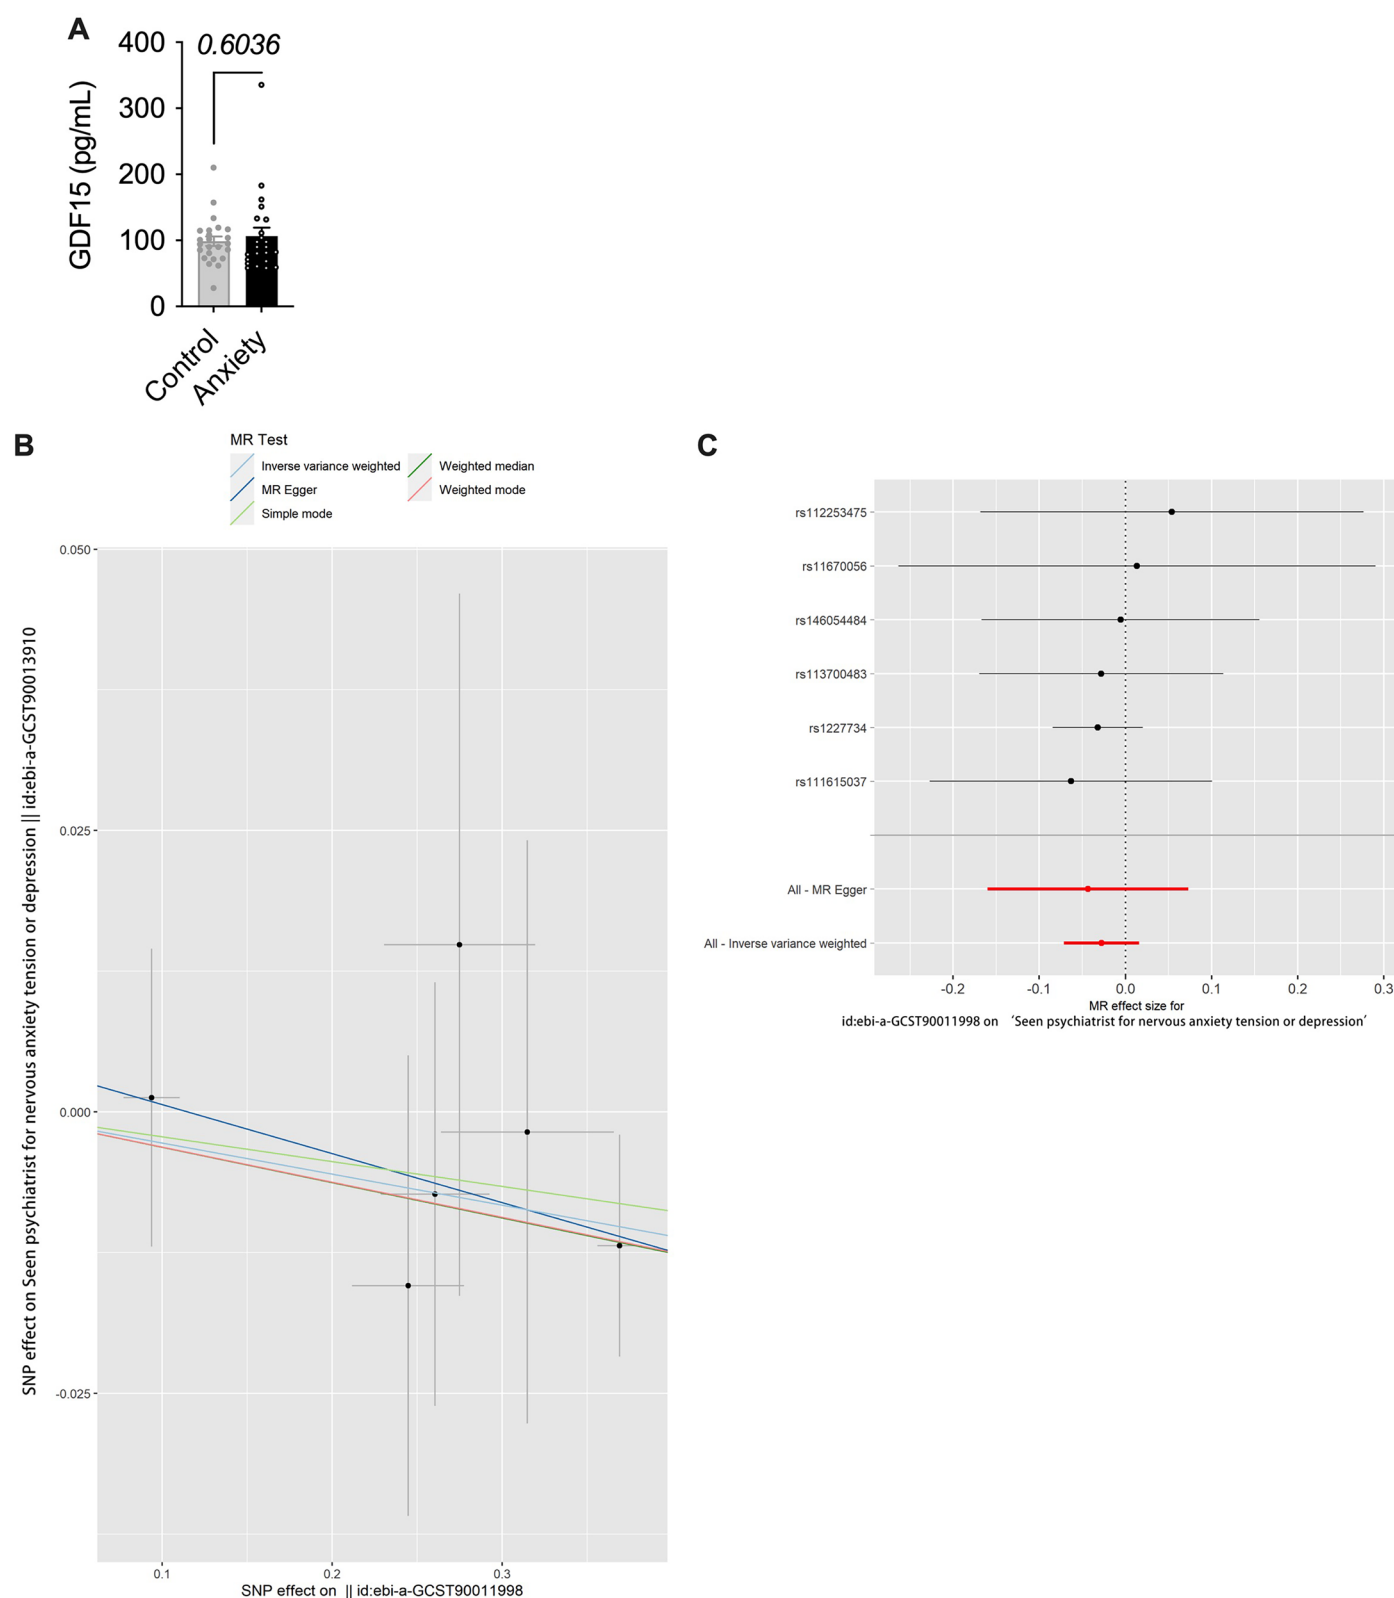 A
400
0.6036
300
200
100
0
GDF15 (pg/mL)
Control
Anxiety
B
MR Test
Inverse variance weighted
Weighted median
MR Egger
Weighted mode
Simple mode
0.050
0.025
0.000
-0.025
SNP effect on Seen psychiatrist for nervous anxiety tension or depression || id:ebi-a-GCST90013910
0.1
0.2
0.3
SNP effect on || id:ebi-a-GCST90011998
C
rs112253475
rs11670056
rs146054484
rs113700483
rs1227734
rs111615037
All - MR Egger
All - Inverse variance weighted
-0.2
-0.1
0.0
0.1
0.2
0.3
MR effect size for
id:ebi-a-GCST90011998 on ‘Seen psychiatrist for nervous anxiety tension or depression’